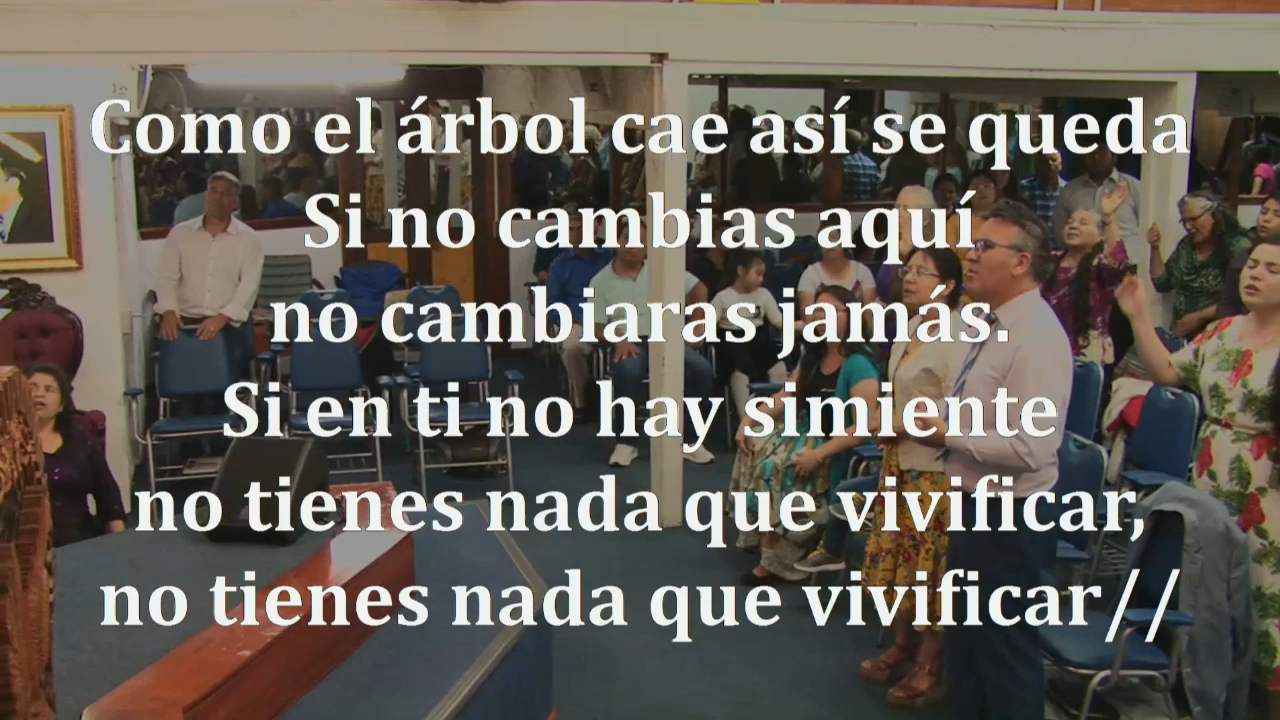 Como el árbol cae así se queda
Si no cambias aquí
no cambiaras jamás.
Si en ti no hay simiente
no tienes nada que vivificar,
no tienes nada que vivificar//